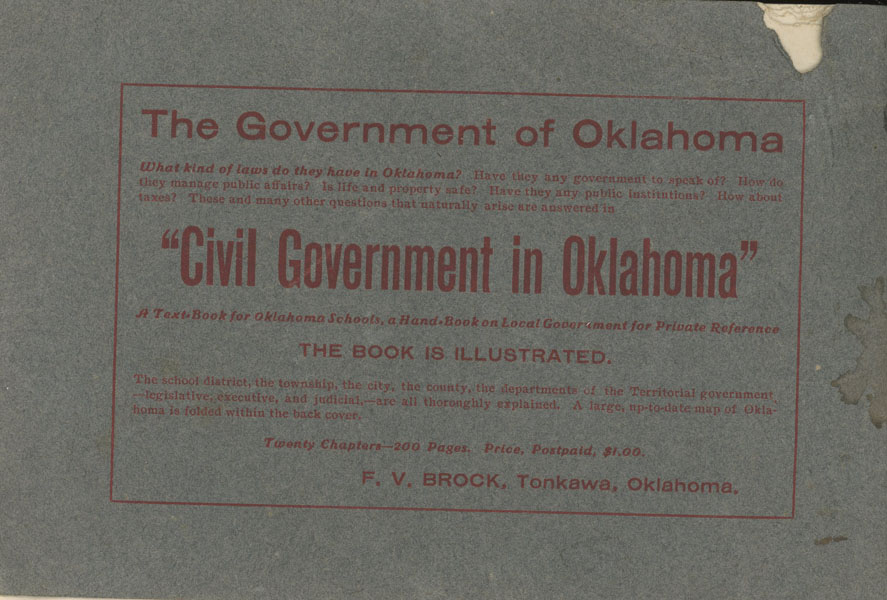 The Government of Oklahoma
What kind of laws do they have in Oklahoma? Have they any government to speak of? How do
they manage public affairs? Is life and property safe? Have they any public institutions? How about
taxes? These and many other questions that naturally arise are answered in
“Civil Government in Oklahoma”
A Text-Book for Oklahoma Schools, a Hand-Book on Local Government for Private Reference
THE BOOK IS ILLUSTRATED.
The school district, the township, the city, the county, the departments of the Territorial government
—legislative, executive, and judicial,—are all thoroughly explained. A large, up-to-date map of Okla-
homa is folded within the back cover.
Twenty Chapters—200 Pages. Price, Postpaid, $1.00.
F. V. BROCK, Tonkawa, Oklahoma.